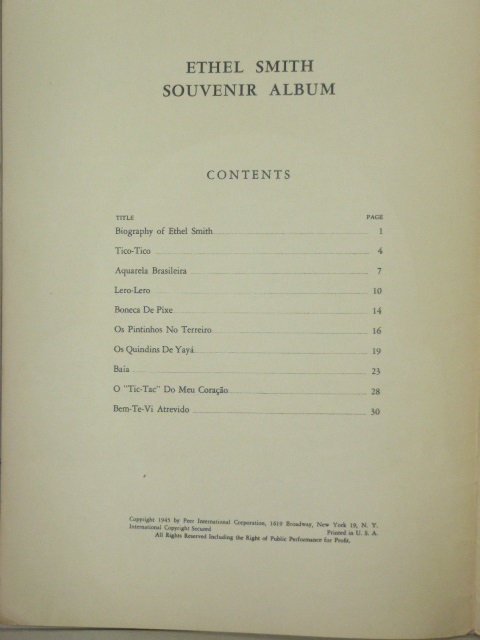 ETHEL SMITH
SOUVENIR ALBUM
CONTENTS
TITLE PAGE
Biography of Ethel Smith 1
Tico-Tico 4
Aquarela Brasileira 7
Lero-Lero 10
Boneca De Pixe 14
Os Pintinhos No Terreiro 16
Os Quindins De Yayá 19
Baía 23
O "Tic-Tac" Do Meu Coração 28
Bem-Te-Vi Atrevido 30
Copyright 1945 by Peer International Corporation, 1619 Broadway, New York 19, N. Y.
International Copyright Secured Printed in U. S. A.
All Rights Reserved Including the Right of Public Performance for Profit.